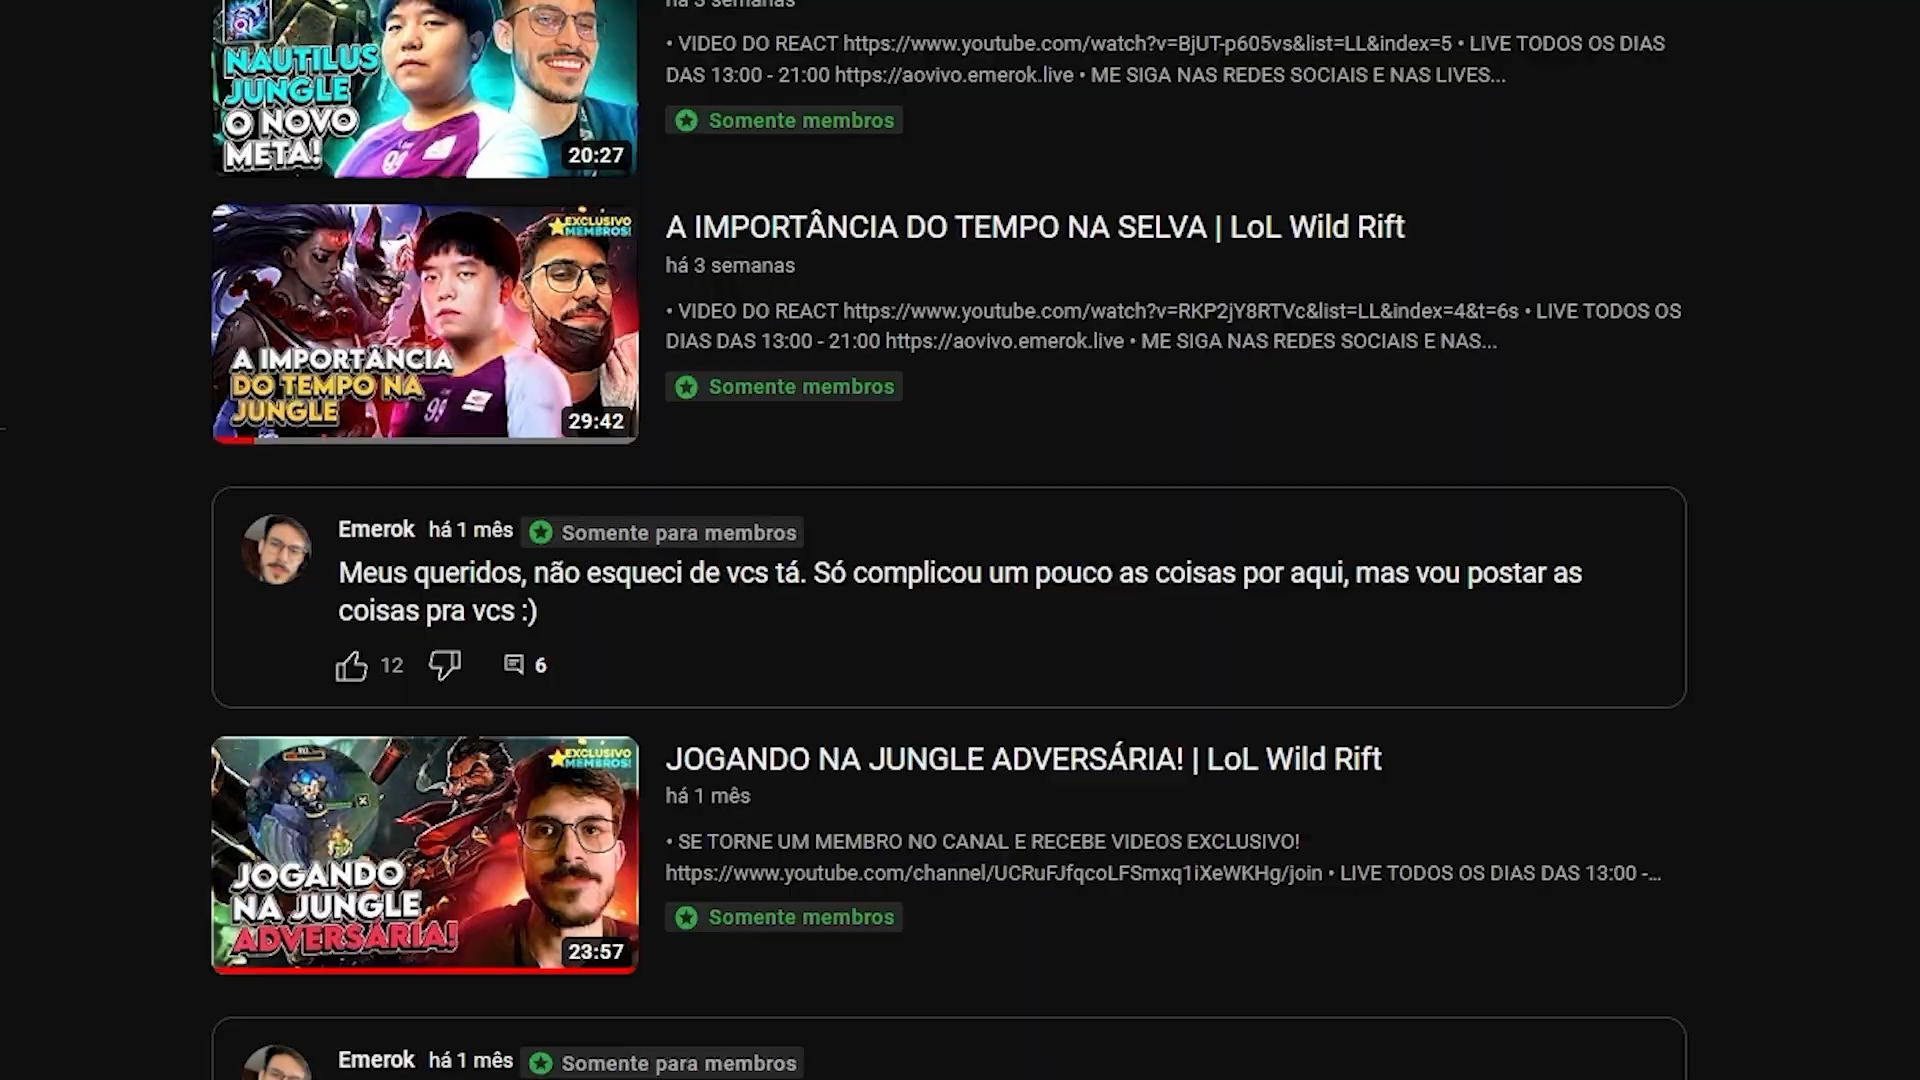 há 3 semanas
NAUTILUS
JUNGLE
O NOVO
META!
99
20:27
• VIDEO DO REACT https://www.youtube.com/watch?v=BjUT-p605vs&list=LL&index=5 • LIVE TODOS OS DIAS
DAS 13:00 - 21:00 https://aovivo.emerok.live • ME SIGA NAS REDES SOCIAIS E NAS LIVES...
Somente membros
EXCLUSIVO
MEMBROS!
A IMPORTÂNCIA
DO TEMPO NA
JUNGLE
99
29:42
A IMPORTÂNCIA DO TEMPO NA SELVA | LoL Wild Rift
há 3 semanas
• VIDEO DO REACT https://www.youtube.com/watch?v=RKP2jY8RTVc&list=LL&index=4&t=6s • LIVE TODOS OS
DIAS DAS 13:00 - 21:00 https://aovivo.emerok.live • ME SIGA NAS REDES SOCIAIS E NAS...
Somente membros
Emerok há 1 mês Somente para membros
Meus queridos, não esqueci de vcs tá. Só complicou um pouco as coisas por aqui, mas vou postar as
coisas pra vcs :)
12 6
EXCLUSIVO
MEMBROS!
JOGANDO
NA JUNGLE
ADVERSÁRIA!
23:57
JOGANDO NA JUNGLE ADVERSÁRIA! | LoL Wild Rift
há 1 mês
• SE TORNE UM MEMBRO NO CANAL E RECEBE VIDEOS EXCLUSIVO!
https://www.youtube.com/channel/UCRuFJfqcoLFSmxq1iXeWKHg/join • LIVE TODOS OS DIAS DAS 13:00 -...
Somente membros
Emerok há 1 mês Somente para membros